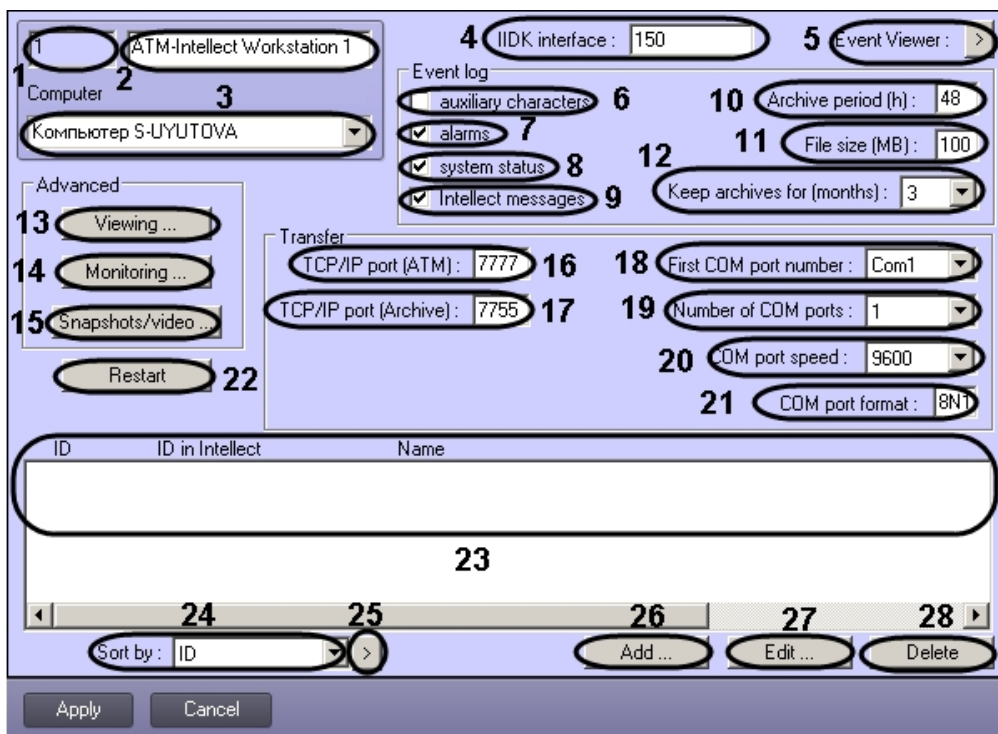 1 ATM-Intellect Workstation 1 4 IIDK interface : 150 5 Event Viewer : >
1 2
Computer 3
Компьютер S-UYUTOVA
Event log
auxiliary characters 6 10 Archive period (h) : 48
alarms 7 11 File size (MB) : 100
system status 8 12
Intellect messages 9 Keep archives for (months) : 3
Advanced
13 Viewing ...
14 Monitoring ...
15 Snapshots/video ...
Restart 22
Transfer
TCP/IP port (ATM) : 7777 16 18 First COM port number : Com1
TCP/IP port (Archive) : 7755 17 19 Number of COM ports : 1
20 COM port speed : 9600
21 COM port format : 8N1
ID ID in Intellect Name
23
24 25 26 27 28
Sort by : ID > Add ... Edit ... Delete
Apply Cancel